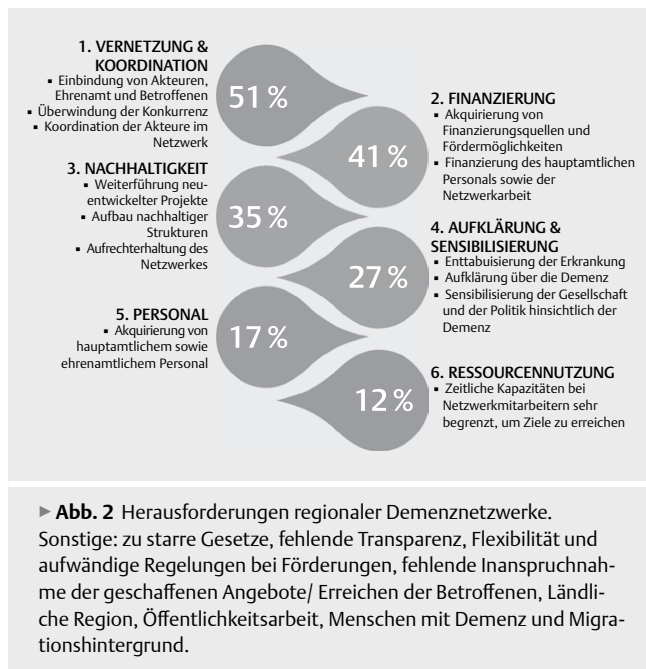 1. VERNETZUNG &
KOORDINATION
▪ Einbindung von Akteuren,
Ehrenamt und Betroffenen
▪ Überwindung der Konkurrenz
▪ Koordination der Akteure im
Netzwerk
51 %
2. FINANZIERUNG
▪ Akquirierung von
Finanzierungsquellen und
Fördermöglichkeiten
▪ Finanzierung des hauptamtlichen
Personals sowie der
Netzwerkarbeit
41 %
3. NACHHALTIGKEIT
▪ Weiterführung neu-
entwickelter Projekte
▪ Aufbau nachhaltiger
Strukturen
▪ Aufrechterhaltung des
Netzwerkes
35 %
4. AUFKLÄRUNG &
SENSIBILISIERUNG
▪ Enttabuisierung der Erkrankung
▪ Aufklärung über die Demenz
▪ Sensibilisierung der Gesellschaft
und der Politik hinsichtlich der
Demenz
27 %
5. PERSONAL
▪ Akquirierung von
hauptamtlichem sowie
ehrenamtlichem Personal
17 %
6. RESSOURCENNUTZUNG
▪ Zeitliche Kapazitäten bei
Netzwerkmitarbeitern sehr
begrenzt, um Ziele zu erreichen
12 %
▶ Abb. 2 Herausforderungen regionaler Demenznetzwerke.
Sonstige: zu starre Gesetze, fehlende Transparenz, Flexibilität und
aufwändige Regelungen bei Förderungen, fehlende Inanspruchnah-
me der geschaffenen Angebote/ Erreichen der Betroffenen, Ländli-
che Region, Öffentlichkeitsarbeit, Menschen mit Demenz und Migra-
tionshintergrund.